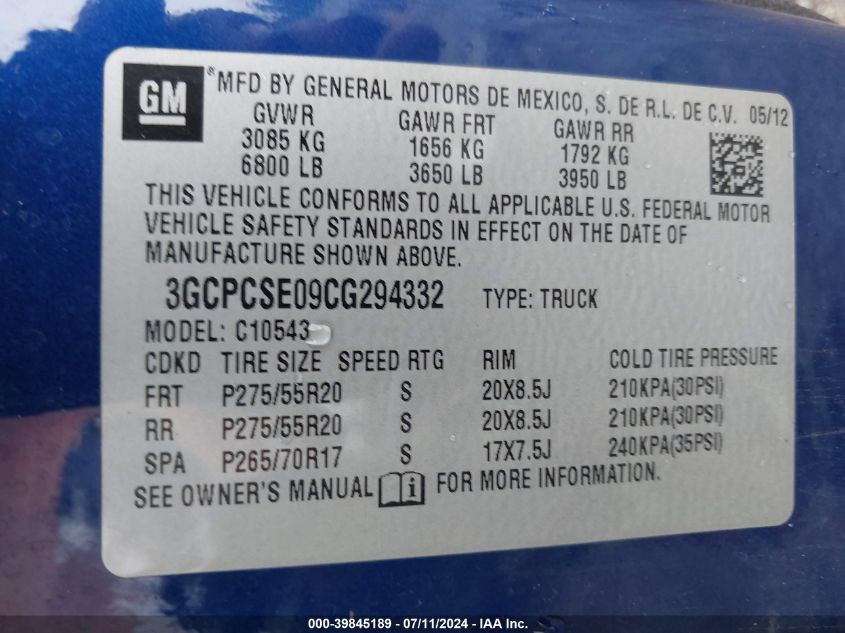 GM
®MFD BY GENERAL MOTORS DE MEXICO, S. DE R.L. DE C.V. 05/12
GVWR GAWR FRT GAWR RR
3085 KG 1656 KG 1792 KG
6800 LB 3650 LB 3950 LB
THIS VEHICLE CONFORMS TO ALL APPLICABLE U.S. FEDERAL MOTOR
VEHICLE SAFETY STANDARDS IN EFFECT ON THE DATE OF
MANUFACTURE SHOWN ABOVE.
3GCPCSE09CG294332 TYPE: TRUCK
MODEL: C10543
CDKD TIRE SIZE SPEED RTG RIM COLD TIRE PRESSURE
FRT P275/55R20 S 20X8.5J 210KPA(30PSI)
RR P275/55R20 S 20X8.5J 210KPA(30PSI)
SPA P265/70R17 S 17X7.5J 240KPA(35PSI)
SEE OWNER'S MANUAL i FOR MORE INFORMATION.
000-39845189 - 07/11/2024 - IAAI.com